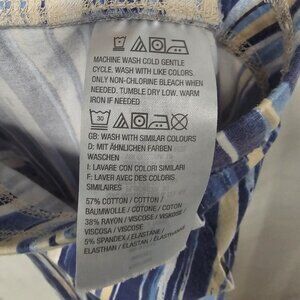 MACHINE WASH COLD GENTLE
CYCLE. WASH WITH LIKE COLORS.
ONLY NON-CHLORINE BLEACH WHEN
NEEDED. TUMBLE DRY LOW. WARM
IRON IF NEEDED
30
GB: WASH WITH SIMILAR COLOURS
D: MIT ÄHNLICHEN FARBEN
WASCHEN
I: LAVARE CON COLORI SIMILARI
F: LAVER AVEC DES COLORIS
SIMILAIRES
57% COTTON / COTTON /
BAUMWOLLE / COTONE / COTON
38% RAYON / VISCOSE / VISKOSE /
VISCOSA / VISCOSE
5% SPANDEX / ELASTANE /
ELASTHAN / ELASTAN / ELASTHANNE